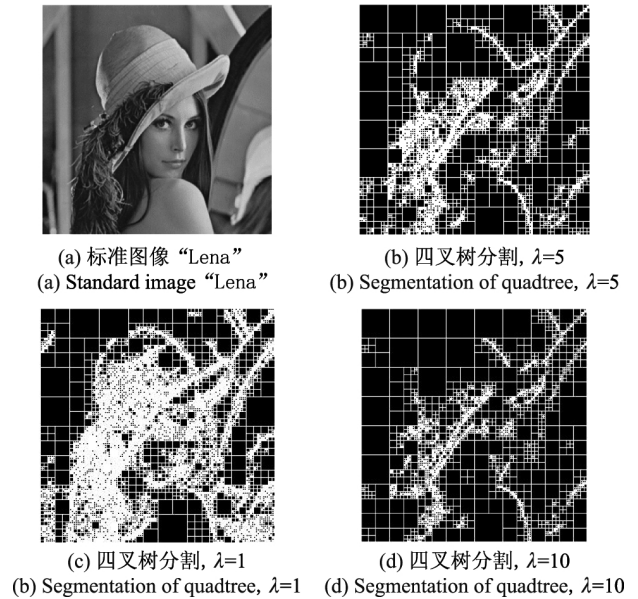 (a) 标准图像“Lena”
(a) Standard image “Lena”
(b) 四叉树分割, λ=5
(b) Segmentation of quadtree, λ=5
(c) 四叉树分割, λ=1
(b) Segmentation of quadtree, λ=1
(d) 四叉树分割, λ=10
(d) Segmentation of quadtree, λ=10